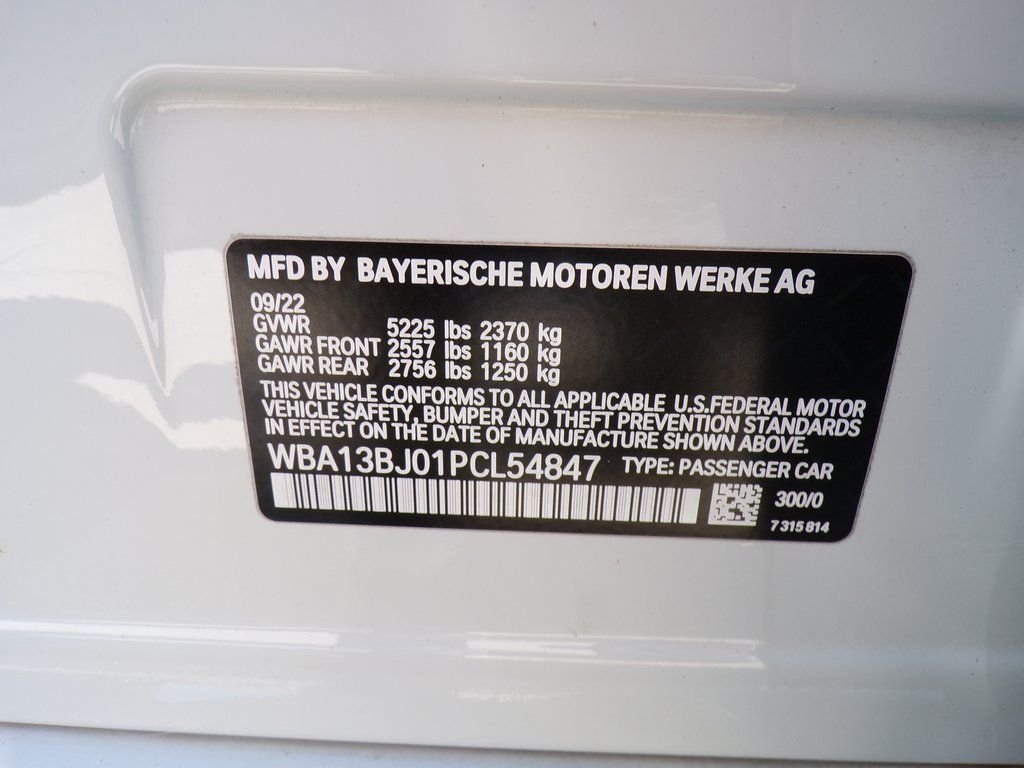 MFD BY BAYERISCHE MOTOREN WERKE AG
09/22
GVWR 5225 lbs 2370 kg
GAWR FRONT 2557 lbs 1160 kg
GAWR REAR 2756 lbs 1250 kg
THIS VEHICLE CONFORMS TO ALL APPLICABLE U.S.FEDERAL MOTOR
VEHICLE SAFETY, BUMPER AND THEFT PREVENTION STANDARDS
IN EFFECT ON THE DATE OF MANUFACTURE SHOWN ABOVE.
WBA13BJ01PCL54847 TYPE: PASSENGER CAR
300/0
7 315 814